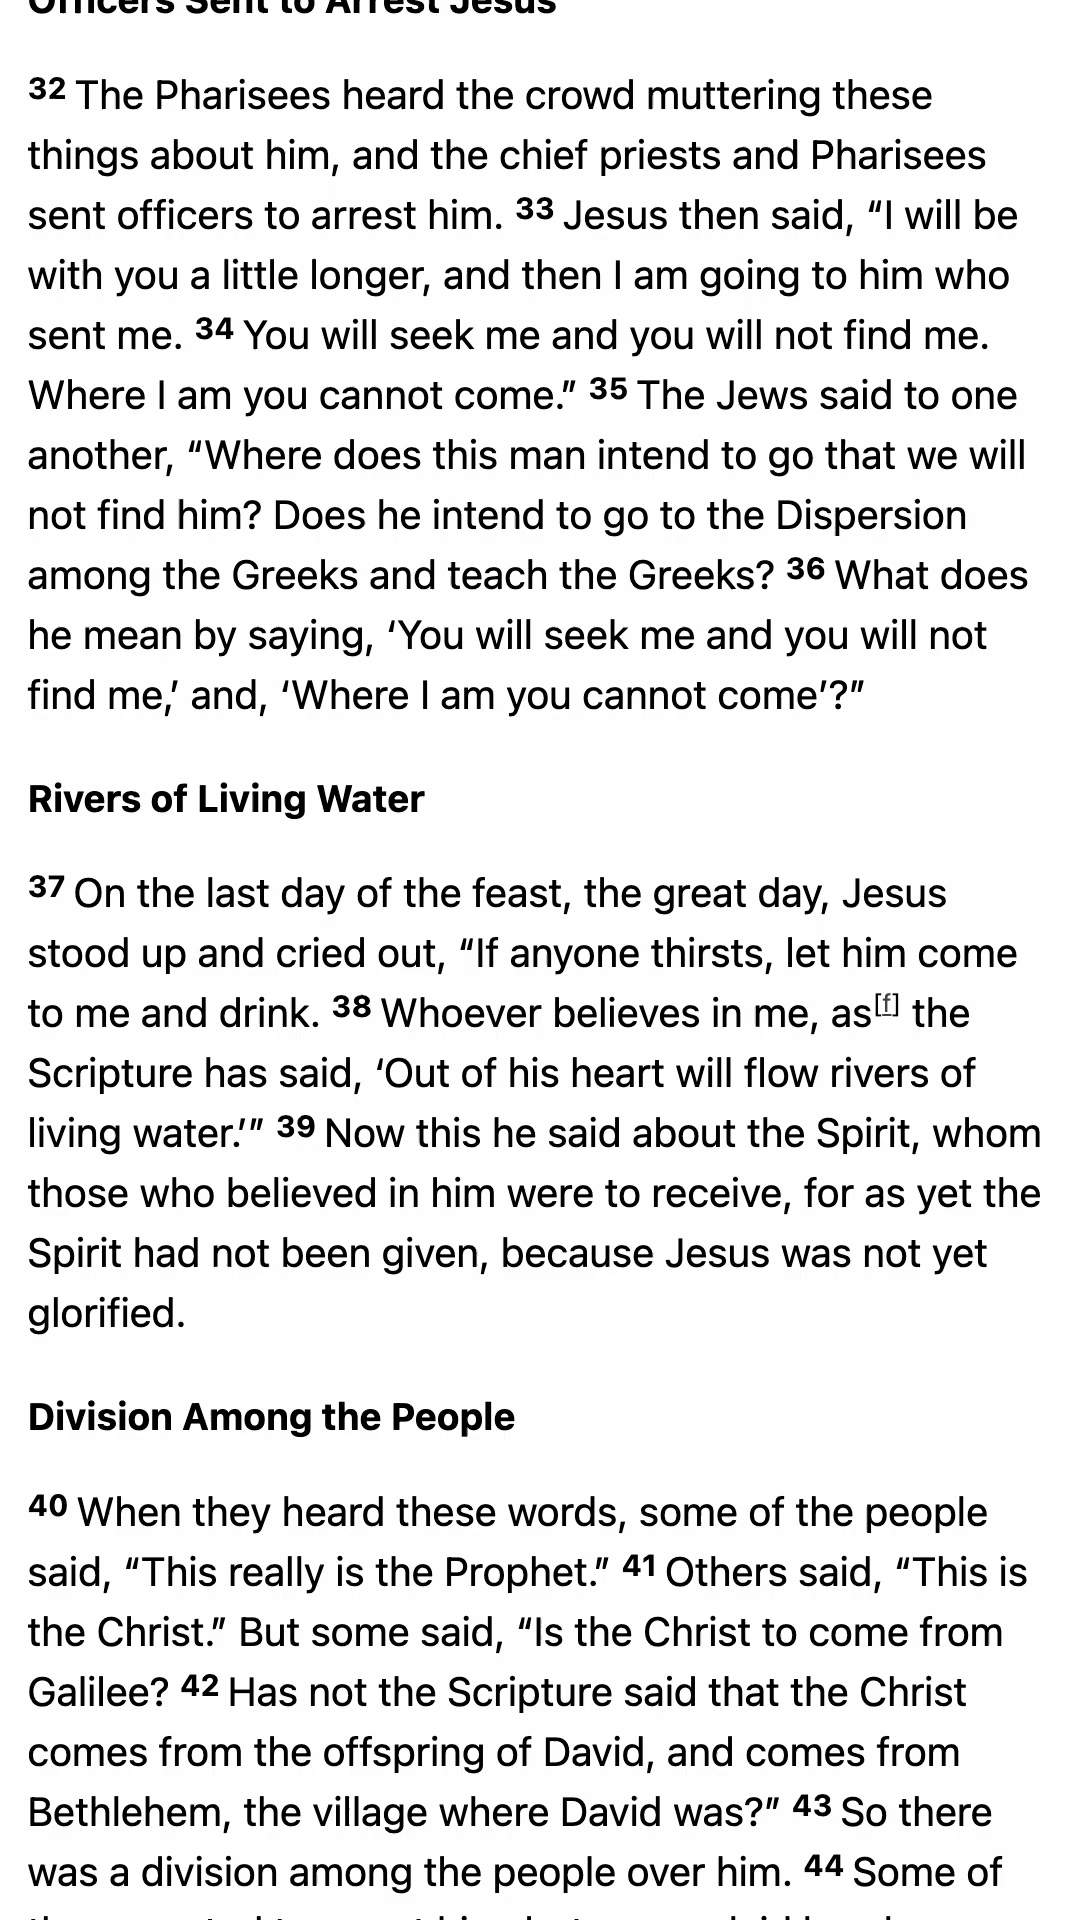 Officers Sent to Arrest Jesus
32 The Pharisees heard the crowd muttering these
things about him, and the chief priests and Pharisees
sent officers to arrest him. 33 Jesus then said, “I will be
with you a little longer, and then I am going to him who
sent me. 34 You will seek me and you will not find me.
Where I am you cannot come.” 35 The Jews said to one
another, “Where does this man intend to go that we will
not find him? Does he intend to go to the Dispersion
among the Greeks and teach the Greeks? 36 What does
he mean by saying, ‘You will seek me and you will not
find me,’ and, ‘Where I am you cannot come’?”
Rivers of Living Water
37 On the last day of the feast, the great day, Jesus
stood up and cried out, “If anyone thirsts, let him come
to me and drink. 38 Whoever believes in me, as[f] the
Scripture has said, ‘Out of his heart will flow rivers of
living water.’” 39 Now this he said about the Spirit, whom
those who believed in him were to receive, for as yet the
Spirit had not been given, because Jesus was not yet
glorified.
Division Among the People
40 When they heard these words, some of the people
said, “This really is the Prophet.” 41 Others said, “This is
the Christ.” But some said, “Is the Christ to come from
Galilee? 42 Has not the Scripture said that the Christ
comes from the offspring of David, and comes from
Bethlehem, the village where David was?” 43 So there
was a division among the people over him. 44 Some of